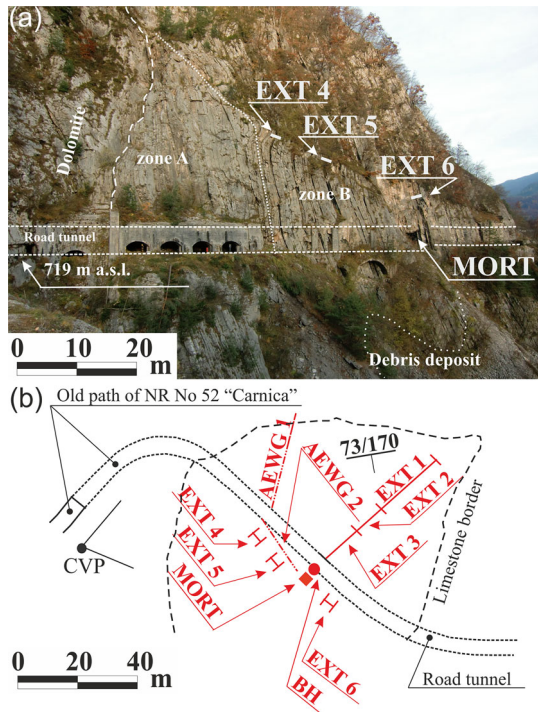 (a)
EXT 4
EXT 5
EXT 6
Dolomite
zone A
zone B
Road tunnel
719 m a.s.l.
MORT
0 10 20
m
Debris deposit
(b)
Old path of NR No 52 "Carnica"
73/170
AEWG 1
AEWG 2
EXT 1
EXT 2
EXT 3
EXT 4
EXT 5
MORT
CVP
Limestone border
0 20 40
m
EXT 6
BH
Road tunnel